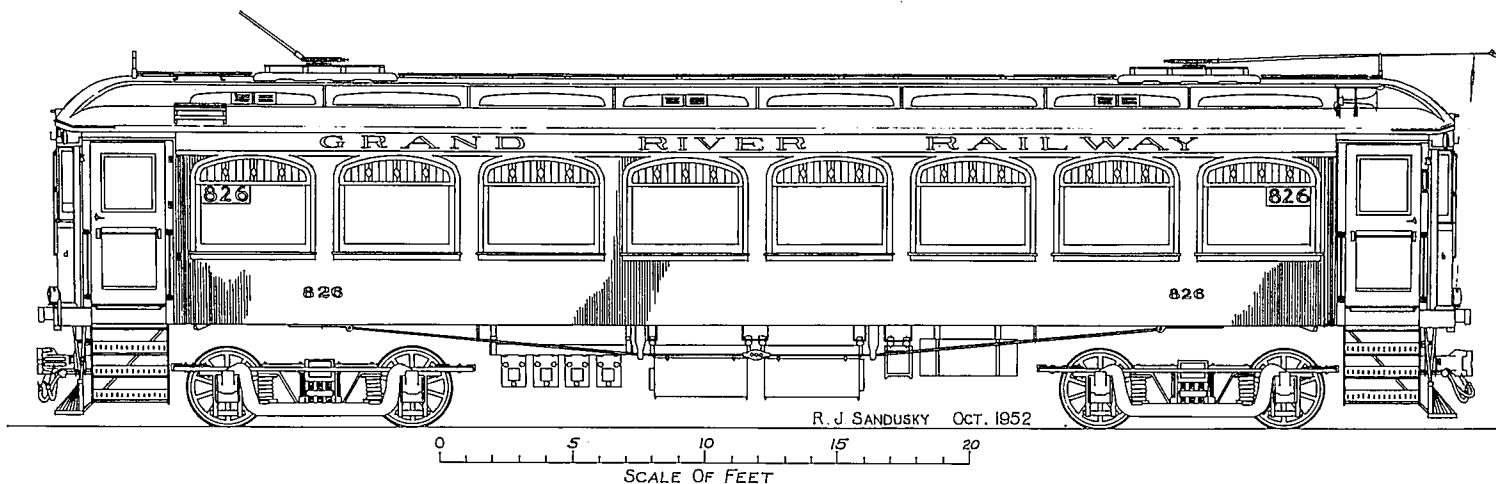 GRAND RIVER RAILWAY
826 826
826 826
R. J. SANDUSKY OCT. 1952
0 5 10 15 20
SCALE OF FEET